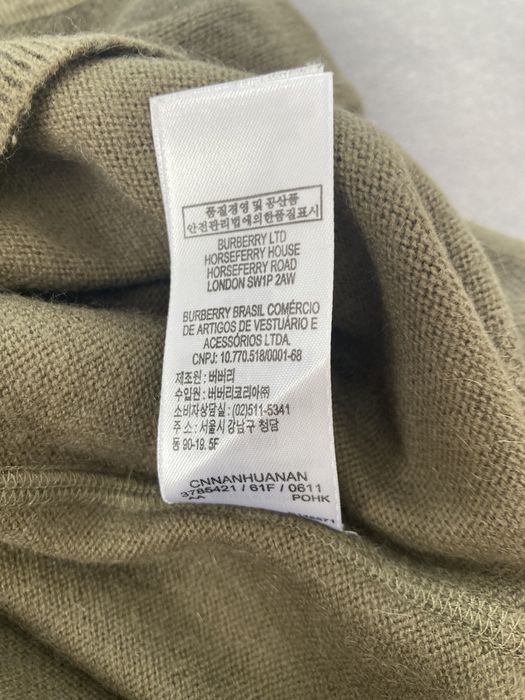 품질경영 및 공산품
안전관리법에의한품질표시
BURBERRY LTD
HORSEFERRY HOUSE
HORSEFERRY ROAD
LONDON SW1P 2AW
BURBERRY BRASIL COMÉRCIO
DE ARTIGOS DE VESTUÁRIO E
ACESSÓRIOS LTDA.
CNPJ: 10.770.518/0001-68
제조원 : 버버리
수입원 : 버버리코리아㈜
소비자상담실 : (02)511-5341
주소 : 서울시 강남구 청담
동 90-18. 5F
CNNANHUANAN
3785421 / 61F / 0611
POHK